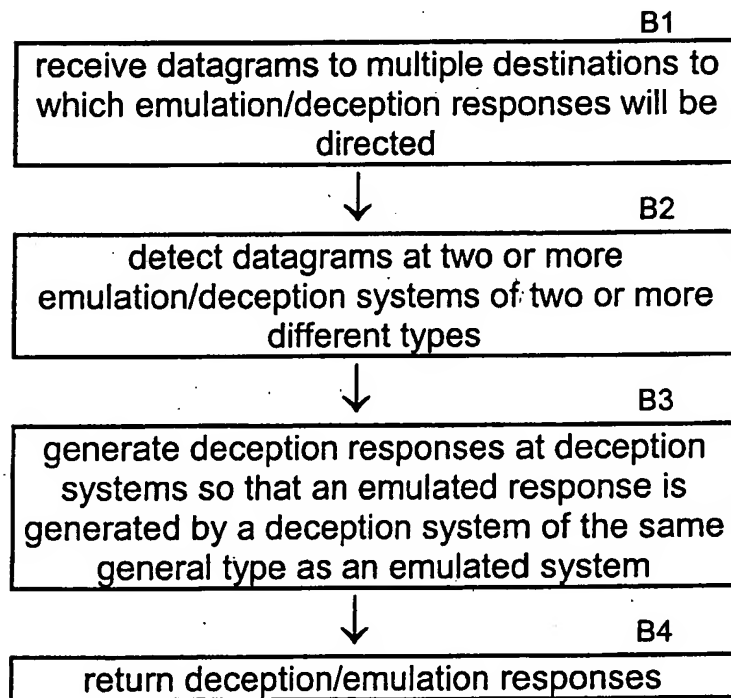 B1
receive datagrams to multiple destinations to
which emulation/deception responses will be
directed
B2
detect datagrams at two or more
emulation/deception systems of two or more
different types
B3
generate deception responses at deception
systems so that an emulated response is
generated by a deception system of the same
general type as an emulated system
B4
return deception/emulation responses